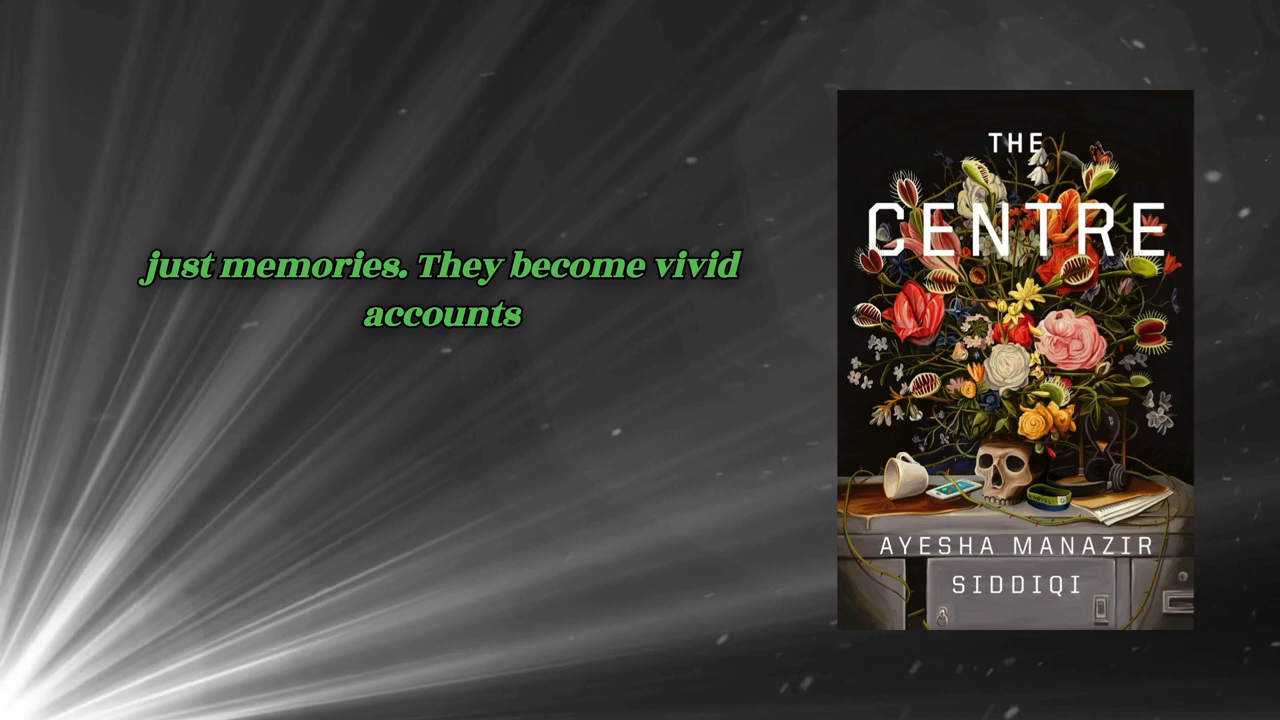 just memories. They become vivid
accounts
THE
CENTRE
AYESHA MANAZIR
SIDDIQI